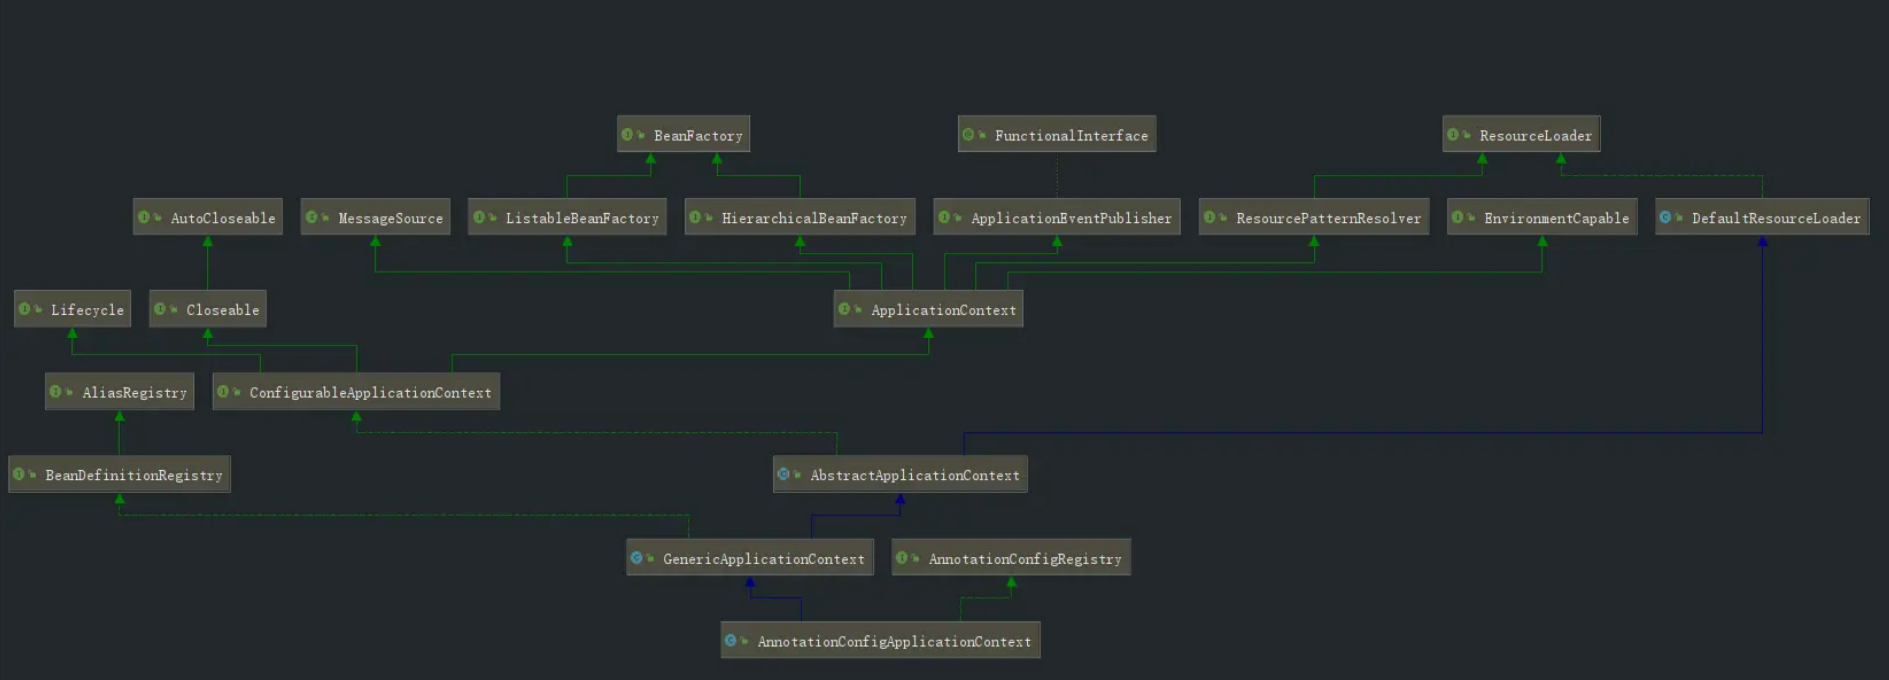 BeanFactory
FunctionalInterface
ResourceLoader
AutoCloseable
MessageSource
ListableBeanFactory
HierarchicalBeanFactory
ApplicationEventPublisher
ResourcePatternResolver
EnvironmentCapable
DefaultResourceLoader
Lifecycle
Closeable
ApplicationContext
AliasRegistry
ConfigurableApplicationContext
BeanDefinitionRegistry
AbstractApplicationContext
GenericApplicationContext
AnnotationConfigRegistry
AnnotationConfigApplicationContext